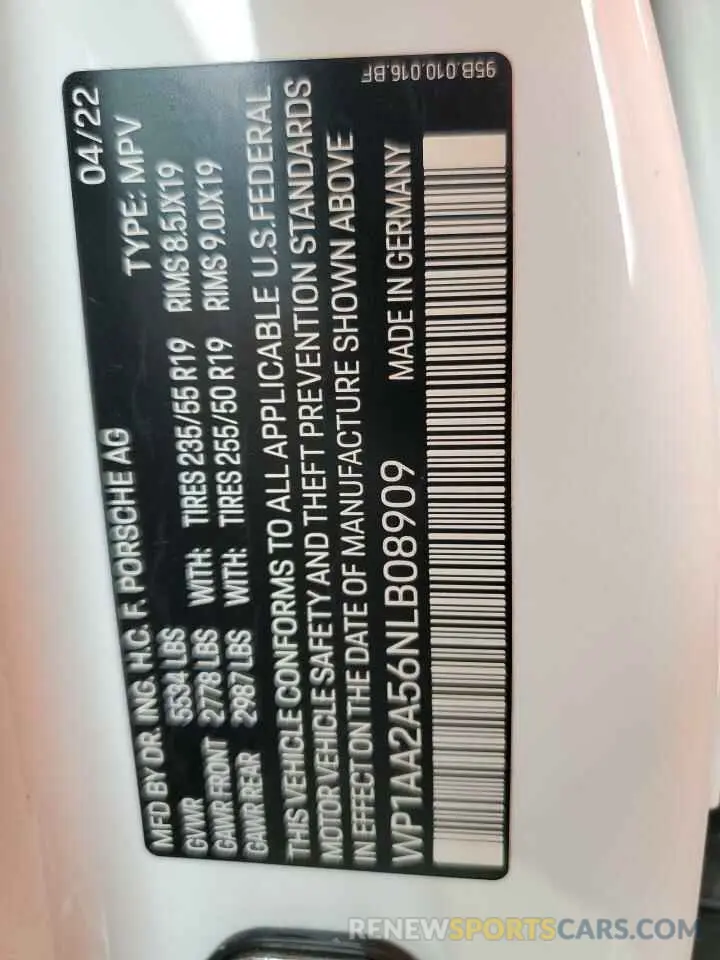 MFD BY DR. ING. H.C. F. PORSCHE AG 04/22
GVWR 5534 LBS TYPE: MPV
GAWR FRONT 2778 LBS WITH: TIRES 235/55 R19 RIMS 8.5JX19
GAWR REAR 2987 LBS WITH: TIRES 255/50 R19 RIMS 9.0JX19
THIS VEHICLE CONFORMS TO ALL APPLICABLE U.S.FEDERAL
MOTOR VEHICLE SAFETY AND THEFT PREVENTION STANDARDS
IN EFFECT ON THE DATE OF MANUFACTURE SHOWN ABOVE
WP1AA2A56NLB08909 MADE IN GERMANY
95B.010.016.BF
RENEWSPORTSCARS.COM